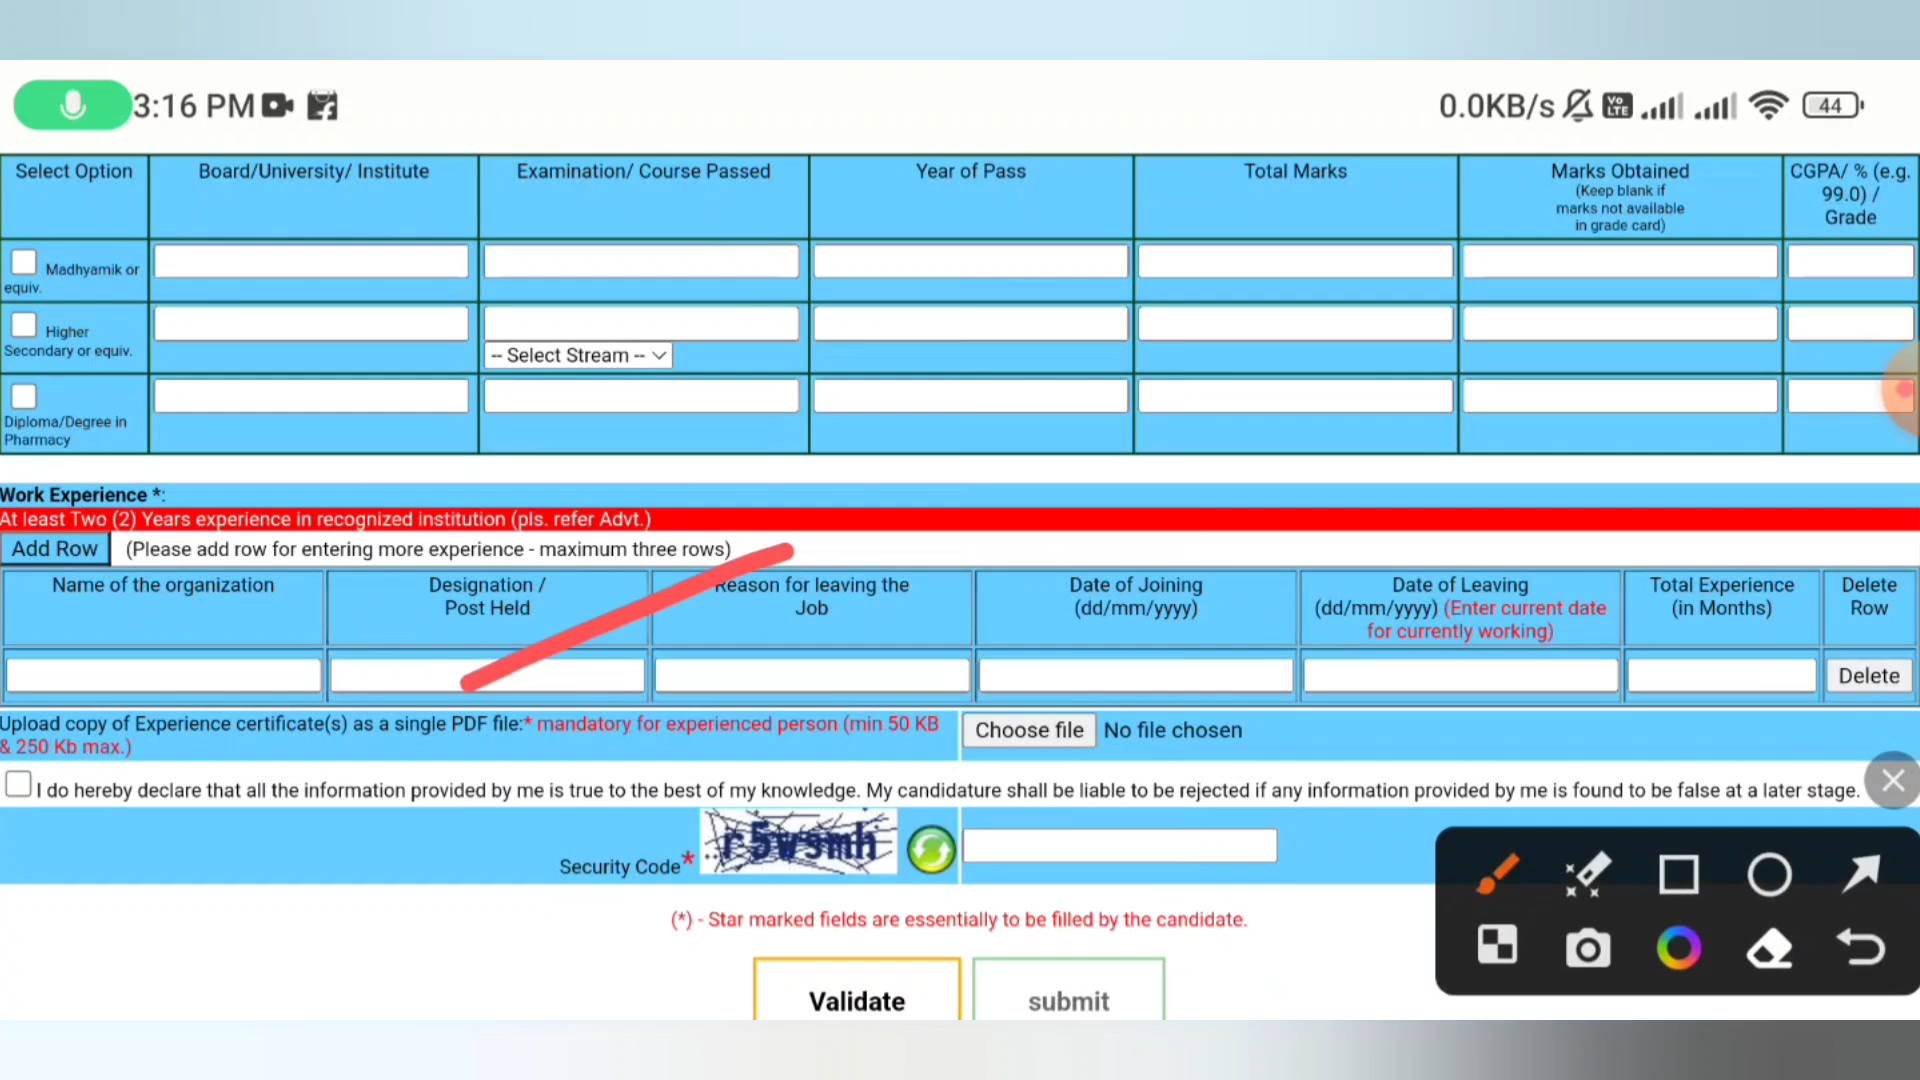 3:16 PM
0.0KB/s Vo LTE 44
Select Option
Board/University/ Institute
Examination/ Course Passed
Year of Pass
Total Marks
Marks Obtained
(Keep blank if
marks not available
in grade card)
CGPA/ % (e.g.
99.0) /
Grade
Madhyamik or
equiv.
Higher
Secondary or equiv.
-- Select Stream --
Diploma/Degree in
Pharmacy
Work Experience *:
At least Two (2) Years experience in recognized institution (pls. refer Advt.)
Add Row (Please add row for entering more experience - maximum three rows)
Name of the organization
Designation /
Post Held
Reason for leaving the
Job
Date of Joining
(dd/mm/yyyy)
Date of Leaving
(dd/mm/yyyy) (Enter current date
for currently working)
Total Experience
(in Months)
Delete
Row
Delete
Upload copy of Experience certificate(s) as a single PDF file:* mandatory for experienced person (min 50 KB
& 250 Kb max.)
Choose file No file chosen
I do hereby declare that all the information provided by me is true to the best of my knowledge. My candidature shall be liable to be rejected if any information provided by me is found to be false at a later stage.
Security Code* r5wsmh
(*) - Star marked fields are essentially to be filled by the candidate.
Validate
submit